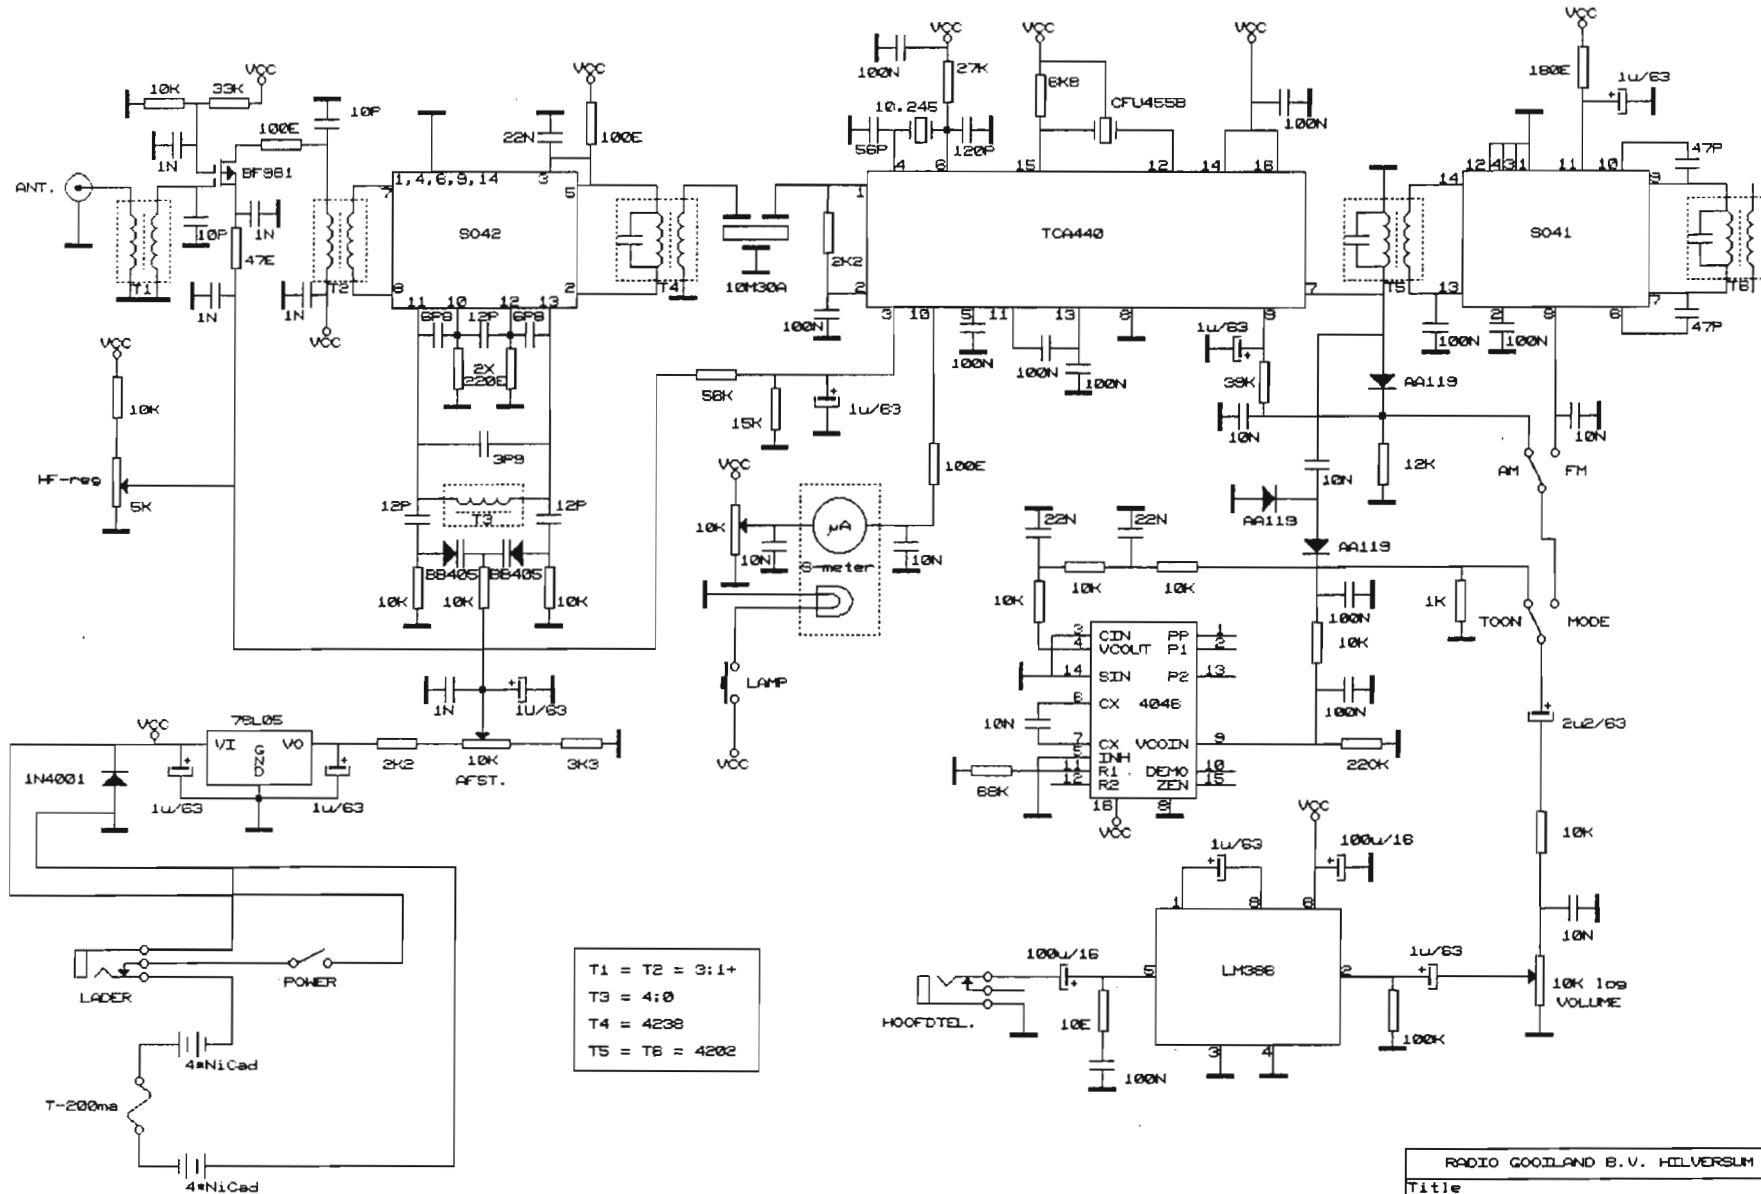 VCC
10K
33K
10P
1N
100E
BF981
ANT.
10P
1N
47E
T1
1N
1N
T2
VCC
22N
VCC
100E
1,4,6,9,14
3
7
5
SO42
8
2
11
10
12
13
6P8
12P
6P8
2X
220E
3P9
12P
12P
T3
BB405
BB405
10K
10K
10K
T4
10M30A
VCC
10K
HF-reg
5K
VCC
100N
27K
10.245
56P
120P
VCC
6K8
CFU455B
VCC
100N
4
6
15
12
14
16
1
TCA440
2
7
3
10
5
11
13
8
9
2K2
100N
100N
100N
100N
1u/63
39K
56K
15K
1u/63
100E
VCC
180E
1u/63
12
4
3
1
11
10
47P
14
9
SO41
13
7
2
8
6
T5
T6
100N
100N
47P
AA119
10N
12K
10N
10N
AM
FM
AA119
AA119
VCC
10K
10N
µA
S-meter
10N
LAMP
VCC
22N
22N
10K
10K
10K
100N
10K
100N
1K
TOON
MODE
3
CIN
PP
1
4
VCOUT
P1
2
14
SIN
P2
13
6
CX
4046
10N
7
CX
VCOIN
9
5
INH
11
R1
DEMO
10
12
R2
ZEN
15
68K
16
8
VCC
220K
2u2/63
10K
10N
1N
1U/63
VCC
78L05
VI
VO
GND
1N4001
1u/63
1u/63
2K2
10K
AFST.
3K3
LADER
POWER
4*NiCad
T-200ma
4*NiCad
T1 = T2 = 3:1+
T3 = 4:0
T4 = 4238
T5 = T6 = 4202
VCC
1u/63
100u/16
1
8
6
LM386
5
2
3
4
100u/16
HOOFDTEL.
10E
100N
1u/63
100K
10K log
VOLUME
RADIO GOOILAND B.V. HILVERSUM
Title